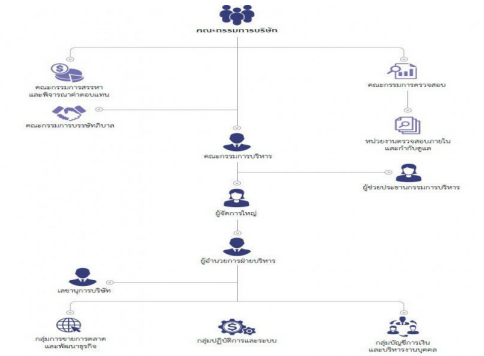 คณะกรรมการบริษัท
คณะกรรมการสรรหา
และพิจารณาค่าตอบแทน
คณะกรรมการตรวจสอบ
คณะกรรมการบรรษัทภิบาล
หน่วยงานตรวจสอบภายใน
และกำกับดูแล
คณะกรรมการบริหาร
ผู้ช่วยประธานกรรมการบริหาร
ผู้จัดการใหญ่
ผู้อำนวยการฝ่ายบริหาร
เลขานุการบริษัท
กลุ่มการขายการตลาด
และพัฒนาธุรกิจ
กลุ่มปฏิบัติการและระบบ
กลุ่มบัญชีการเงิน
และบริหารงานบุคคล